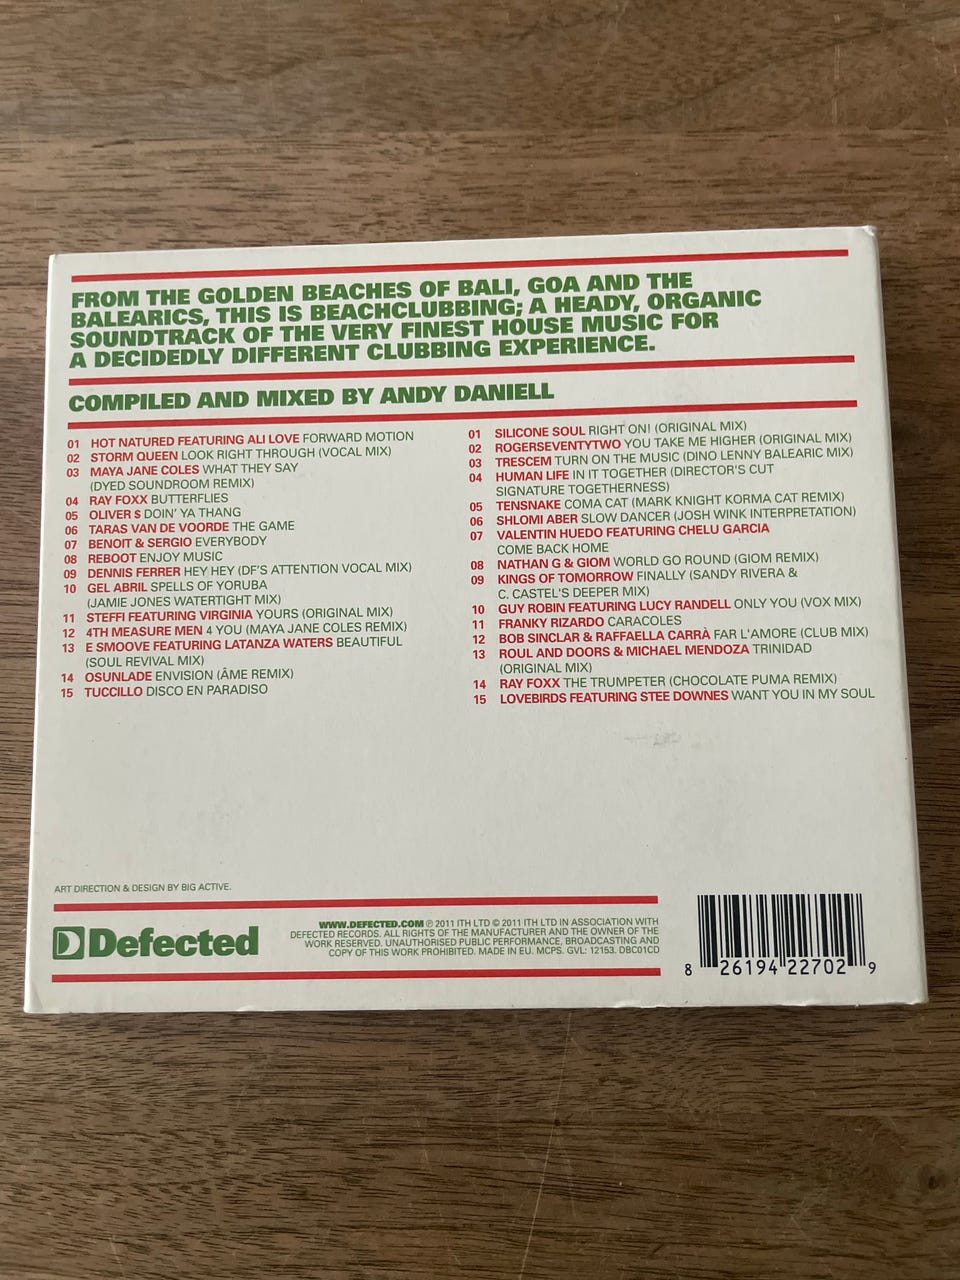 FROM THE GOLDEN BEACHES OF BALI, GOA AND THE
BALEARICS, THIS IS BEACHCLUBBING; A HEADY, ORGANIC
SOUNDTRACK OF THE VERY FINEST HOUSE MUSIC FOR
A DECIDEDLY DIFFERENT CLUBBING EXPERIENCE.
COMPILED AND MIXED BY ANDY DANIELL
01 HOT NATURED FEATURING ALI LOVE FORWARD MOTION
02 STORM QUEEN LOOK RIGHT THROUGH (VOCAL MIX)
03 MAYA JANE COLES WHAT THEY SAY
(DYED SOUNDROOM REMIX)
04 RAY FOXX BUTTERFLIES
05 OLIVER $ DOIN' YA THANG
06 TARAS VAN DE VOORDE THE GAME
07 BENOIT & SERGIO EVERYBODY
08 REBOOT ENJOY MUSIC
09 DENNIS FERRER HEY HEY (DF'S ATTENTION VOCAL MIX)
10 GEL ABRIL SPELLS OF YORUBA
(JAMIE JONES WATERTIGHT MIX)
11 STEFFI FEATURING VIRGINIA YOURS (ORIGINAL MIX)
12 4TH MEASURE MEN 4 YOU (MAYA JANE COLES REMIX)
13 E SMOOVE FEATURING LATANZA WATERS BEAUTIFUL
(SOUL REVIVAL MIX)
14 OSUNLADE ENVISION (ÂME REMIX)
15 TUCCILLO DISCO EN PARADISO
01 SILICONE SOUL RIGHT ON! (ORIGINAL MIX)
02 ROGERSEVENTYTWO YOU TAKE ME HIGHER (ORIGINAL MIX)
03 TRESCEM TURN ON THE MUSIC (DINO LENNY BALEARIC MIX)
04 HUMAN LIFE IN IT TOGETHER (DIRECTOR'S CUT
SIGNATURE TOGETHERNESS)
05 TENSNAKE COMA CAT (MARK KNIGHT KORMA CAT REMIX)
06 SHLOMI ABER SLOW DANCER (JOSH WINK INTERPRETATION)
07 VALENTIN HUEDO FEATURING CHELU GARCIA
COME BACK HOME
08 NATHAN G & GIOM WORLD GO ROUND (GIOM REMIX)
09 KINGS OF TOMORROW FINALLY (SANDY RIVERA &
C. CASTEL'S DEEPER MIX)
10 GUY ROBIN FEATURING LUCY RANDELL ONLY YOU (VOX MIX)
11 FRANKY RIZARDO CARACOLES
12 BOB SINCLAR & RAFFAELLA CARRÀ FAR L'AMORE (CLUB MIX)
13 ROUL AND DOORS & MICHAEL MENDOZA TRINIDAD
(ORIGINAL MIX)
14 RAY FOXX THE TRUMPETER (CHOCOLATE PUMA REMIX)
15 LOVEBIRDS FEATURING STEE DOWNES WANT YOU IN MY SOUL
ART DIRECTION & DESIGN BY BIG ACTIVE.
Defected
WWW.DEFECTED.COM ℗ 2011 ITH LTD © 2011 ITH LTD IN ASSOCIATION WITH
DEFECTED RECORDS. ALL RIGHTS OF THE MANUFACTURER AND THE OWNER OF THE
WORK RESERVED. UNAUTHORISED PUBLIC PERFORMANCE, BROADCASTING AND
COPY OF THIS WORK PROHIBITED. MADE IN EU. MCPS. GVL: 12153. DBC01CD
8 26194 22702 9